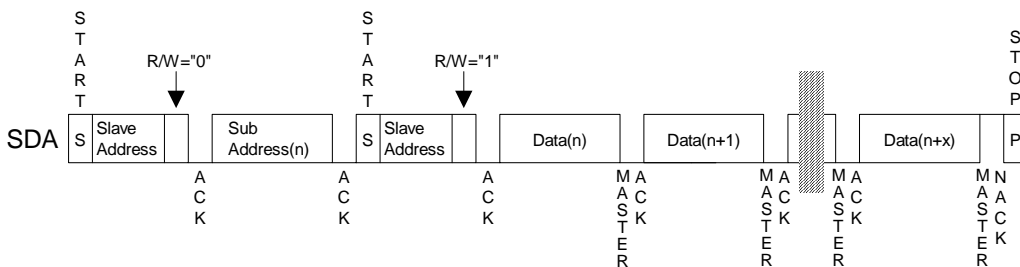 START
START
STOP
R/W="0"
R/W="1"
SDA
S
Slave
Address
Sub
Address(n)
S
Slave
Address
Data(n)
Data(n+1)
Data(n+x)
P
ACK
ACK
ACK
MASTER
ACK
MASTER
ACK
MASTER
ACK
MASTER
NACK